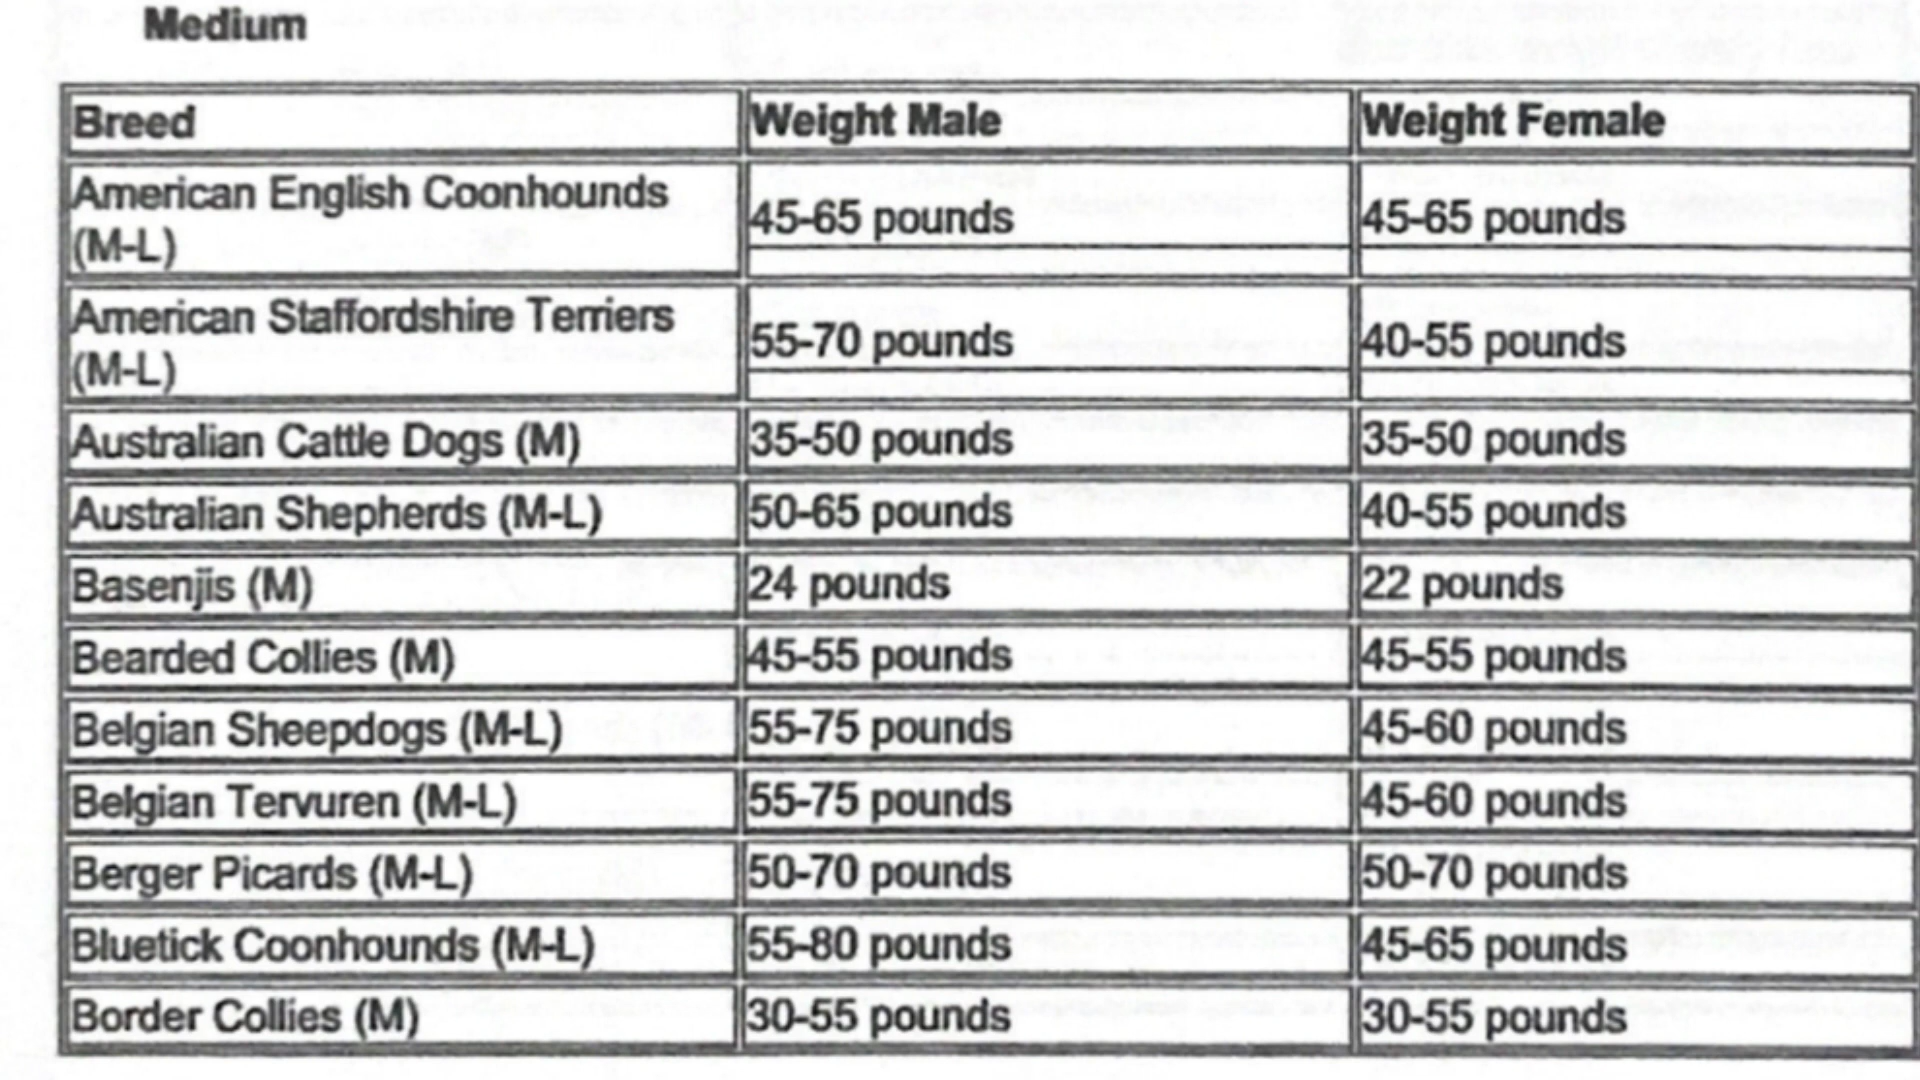 Medium
Breed Weight Male Weight Female
American English Coonhounds (M-L) 45-65 pounds 45-65 pounds
American Staffordshire Terriers (M-L) 55-70 pounds 40-55 pounds
Australian Cattle Dogs (M) 35-50 pounds 35-50 pounds
Australian Shepherds (M-L) 50-65 pounds 40-55 pounds
Basenjis (M) 24 pounds 22 pounds
Bearded Collies (M) 45-55 pounds 45-55 pounds
Belgian Sheepdogs (M-L) 55-75 pounds 45-60 pounds
Belgian Tervuren (M-L) 55-75 pounds 45-60 pounds
Berger Picards (M-L) 50-70 pounds 50-70 pounds
Bluetick Coonhounds (M-L) 55-80 pounds 45-65 pounds
Border Collies (M) 30-55 pounds 30-55 pounds